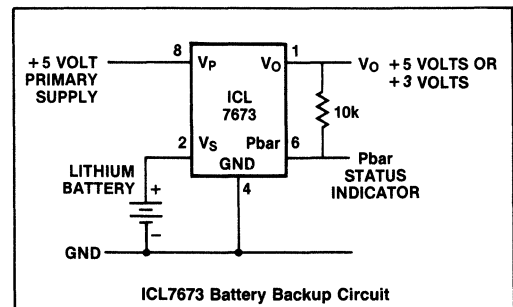 +5 VOLT
PRIMARY
SUPPLY
8
VP
ICL
7673
VO
1
VO
+5 VOLTS OR
+3 VOLTS
10k
2
VS
Pbar
6
GND
4
Pbar
STATUS
INDICATOR
LITHIUM
BATTERY
+
–
GND
ICL7673 Battery Backup Circuit